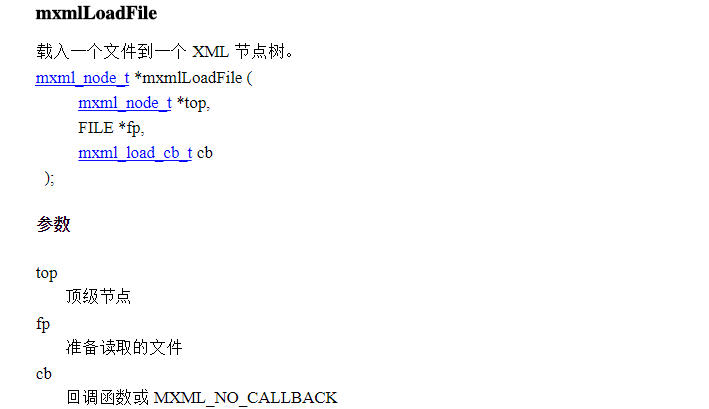 mxmlLoadFile
载入一个文件到一个 XML 节点树。
mxml_node_t *mxmlLoadFile (
mxml_node_t *top,
FILE *fp,
mxml_load_cb_t cb
);
参数
top
顶级节点
fp
准备读取的文件
cb
回调函数或 MXML_NO_CALLBACK